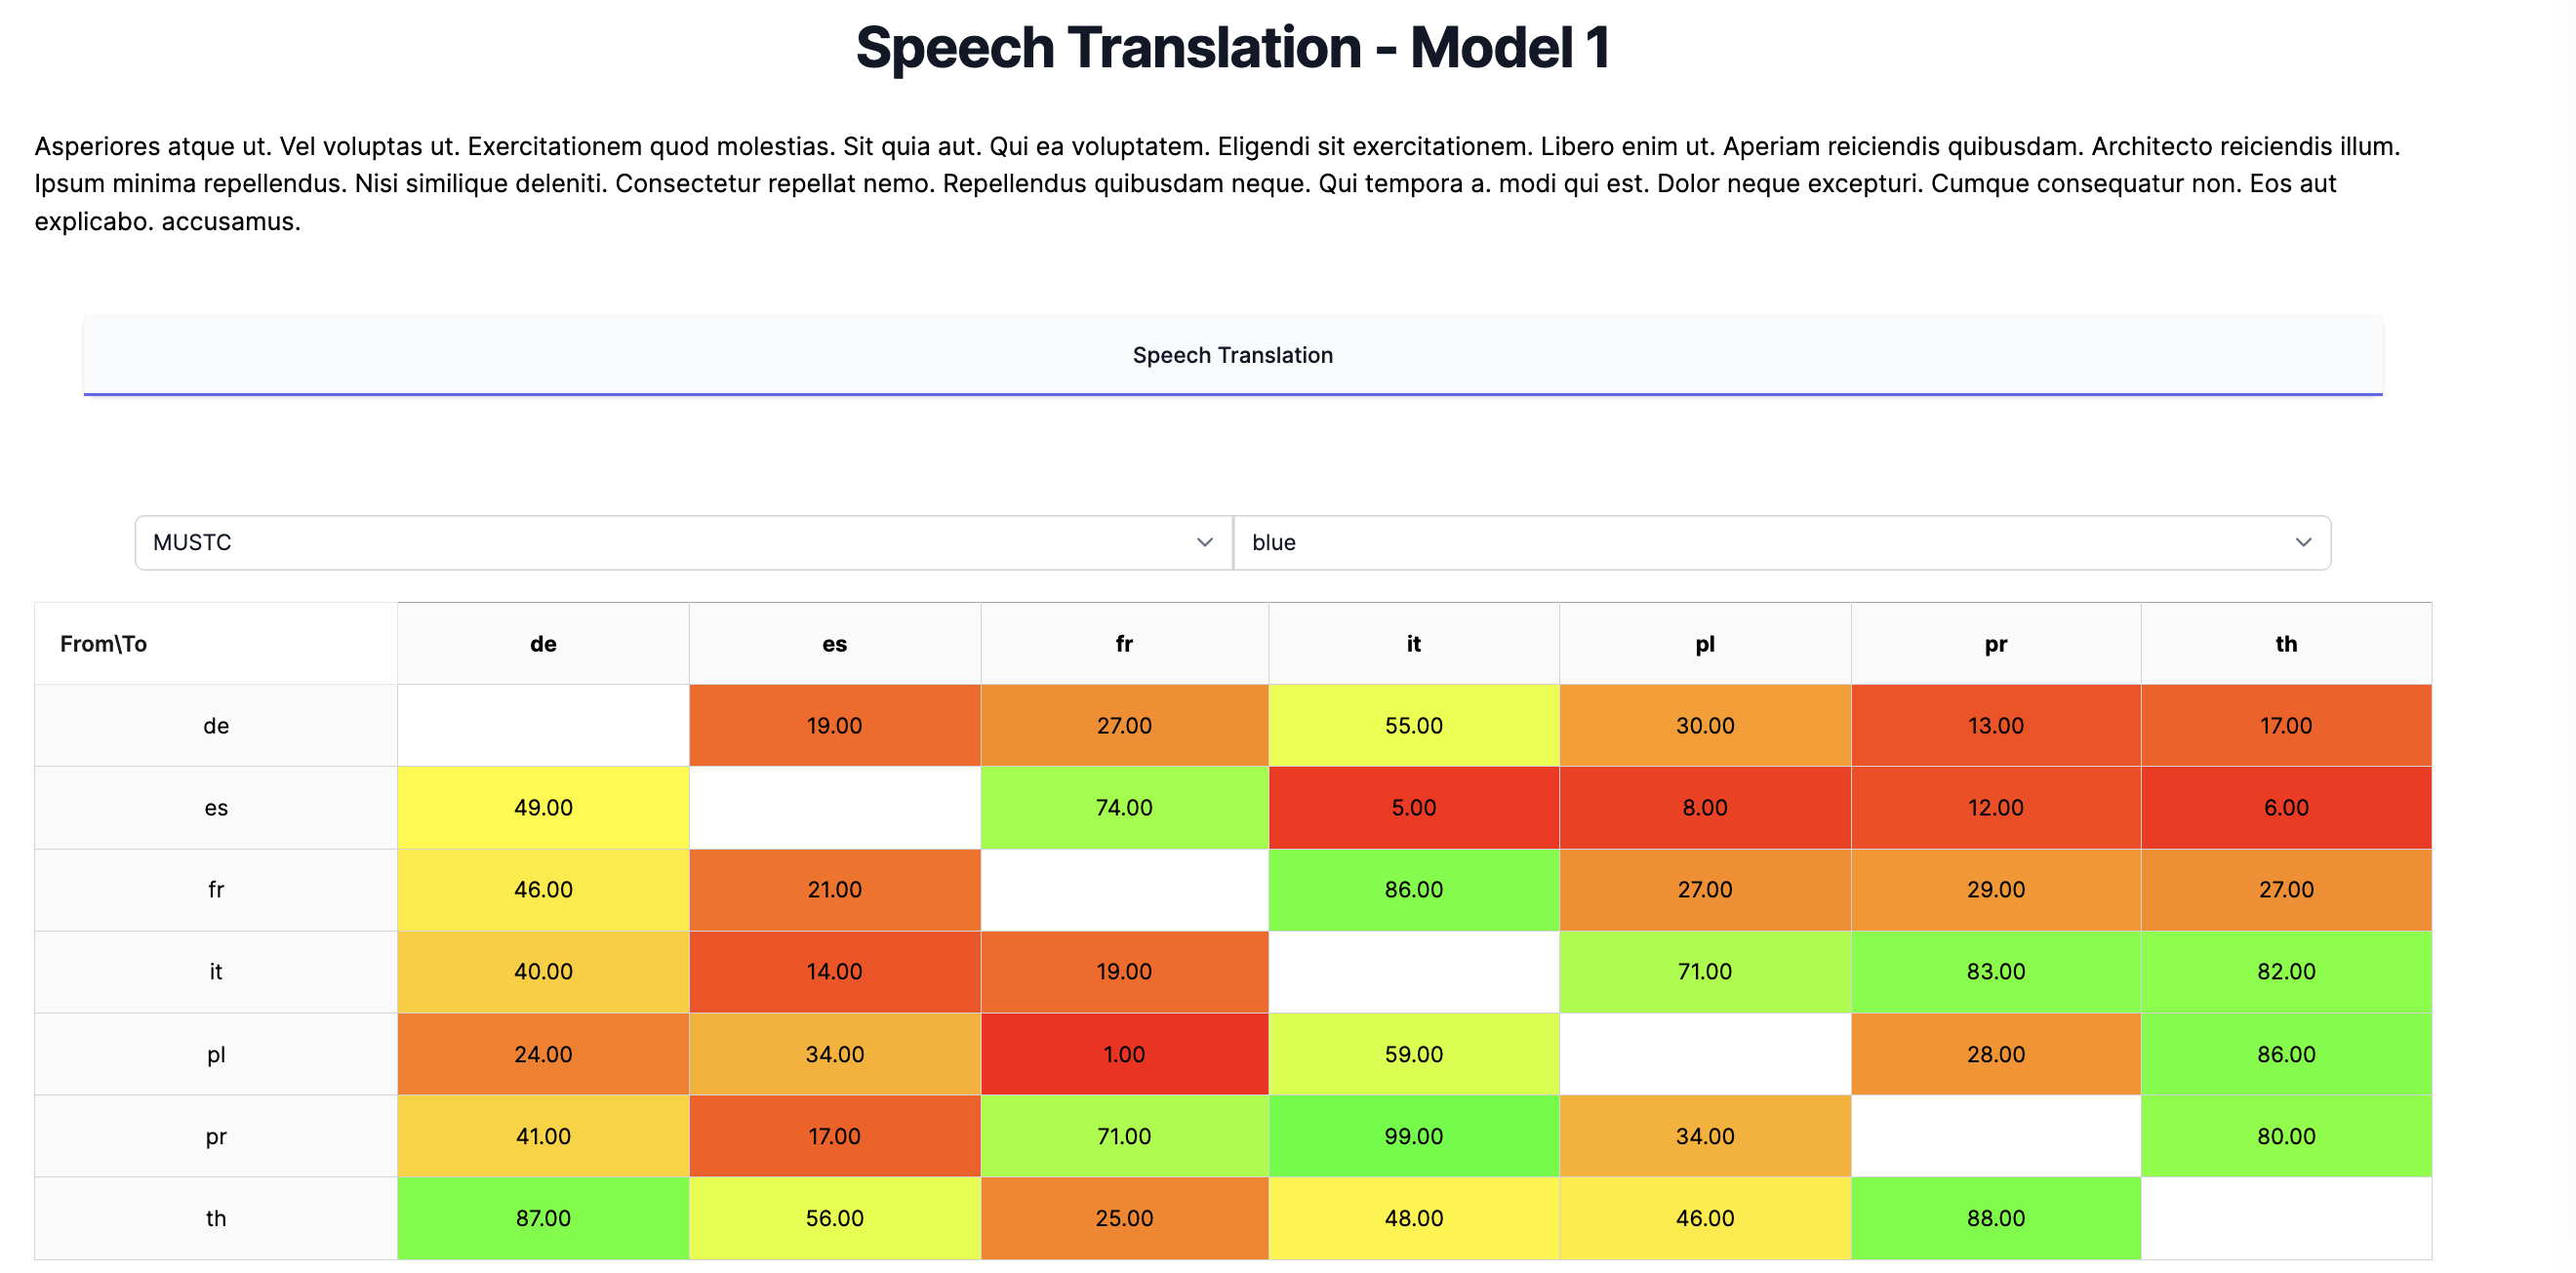 Speech Translation - Model 1
Asperiores atque ut. Vel voluptas ut. Exercitationem quod molestias. Sit quia aut. Qui ea voluptatem. Eligendi sit exercitationem. Libero enim ut. Aperiam reiciendis quibusdam. Architecto reiciendis illum.
Ipsum minima repellendus. Nisi similique deleniti. Consectetur repellat nemo. Repellendus quibusdam neque. Qui tempora a. modi qui est. Dolor neque excepturi. Cumque consequatur non. Eos aut
explicabo. accusamus.
Speech Translation
MUSTC blue
From\To de es fr it pl pr th
de 19.00 27.00 55.00 30.00 13.00 17.00
es 49.00 74.00 5.00 8.00 12.00 6.00
fr 46.00 21.00 86.00 27.00 29.00 27.00
it 40.00 14.00 19.00 71.00 83.00 82.00
pl 24.00 34.00 1.00 59.00 28.00 86.00
pr 41.00 17.00 71.00 99.00 34.00 80.00
th 87.00 56.00 25.00 48.00 46.00 88.00